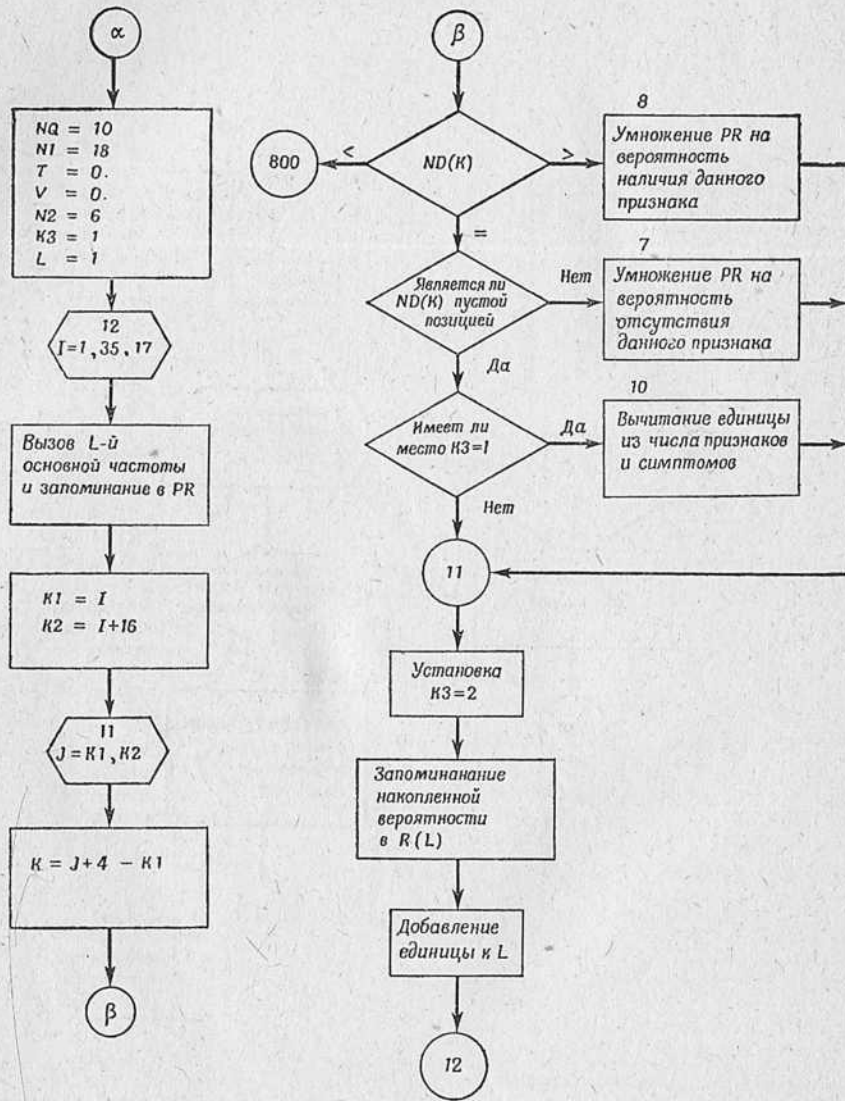 α
NQ = 10
N1 = 18
T = 0.
V = 0.
N2 = 6
K3 = 1
L = 1
12
I=1,35,17
Вызов L-й
основной частоты
и запоминание в PR
K1 = I
K2 = I+16
11
J=K1,K2
K = J+4 - K1
β
β
ND(K)
<
>
=
800
8
Умножение PR на
вероятность
наличия данного
признака
Является ли
ND(K) пустой
позицией
Нет
Да
7
Умножение PR на
вероятность
отсутствия
данного признака
Имеет ли
место K3=1
Да
Нет
10
Вычитание единицы
из числа признаков
и симптомов
11
Установка
K3=2
Запоминанание
накопленной
вероятности
в R(L)
Добавление
единицы к L
12